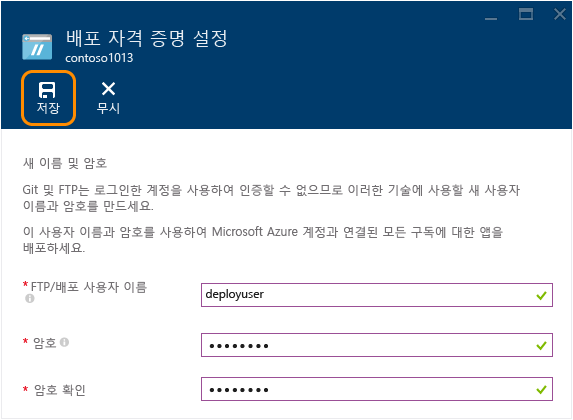 배포 자격 증명 설정
contoso1013
저장
무시
새 이름 및 암호
Git 및 FTP는 로그인한 계정을 사용하여 인증할 수 없으므로 이러한 기술에 사용할 새 사용자
이름과 암호를 만드세요.
이 사용자 이름과 암호를 사용하여 Microsoft Azure 계정과 연결된 모든 구독에 대한 앱을
배포하세요.
*FTP/배포 사용자 이름
deployuser
* 암호
●●●●●●●●
* 암호 확인
●●●●●●●●